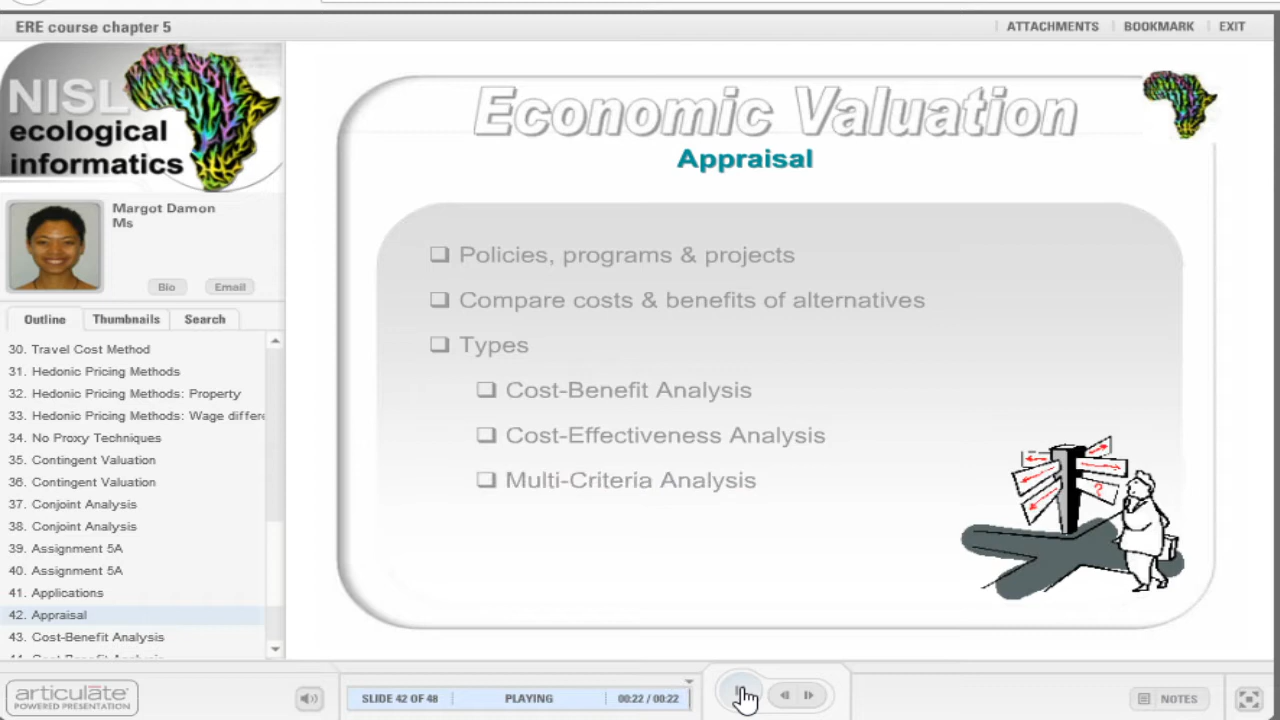 ERE course chapter 5
ATTACHMENTS
BOOKMARK
EXIT
NISL
ecological
informatics
Margot Damon
Ms
Bio
Email
Outline
Thumbnails
Search
30. Travel Cost Method
31. Hedonic Pricing Methods
32. Hedonic Pricing Methods: Property
33. Hedonic Pricing Methods: Wage differe
34. No Proxy Techniques
35. Contingent Valuation
36. Contingent Valuation
37. Conjoint Analysis
38. Conjoint Analysis
39. Assignment 5A
40. Assignment 5A
41. Applications
42. Appraisal
43. Cost-Benefit Analysis
Economic Valuation
Appraisal
Policies, programs & projects
Compare costs & benefits of alternatives
Types
Cost-Benefit Analysis
Cost-Effectiveness Analysis
Multi-Criteria Analysis
?
articulate
POWERED PRESENTATION
SLIDE 42 OF 48
PLAYING
00:22 / 00:22
NOTES